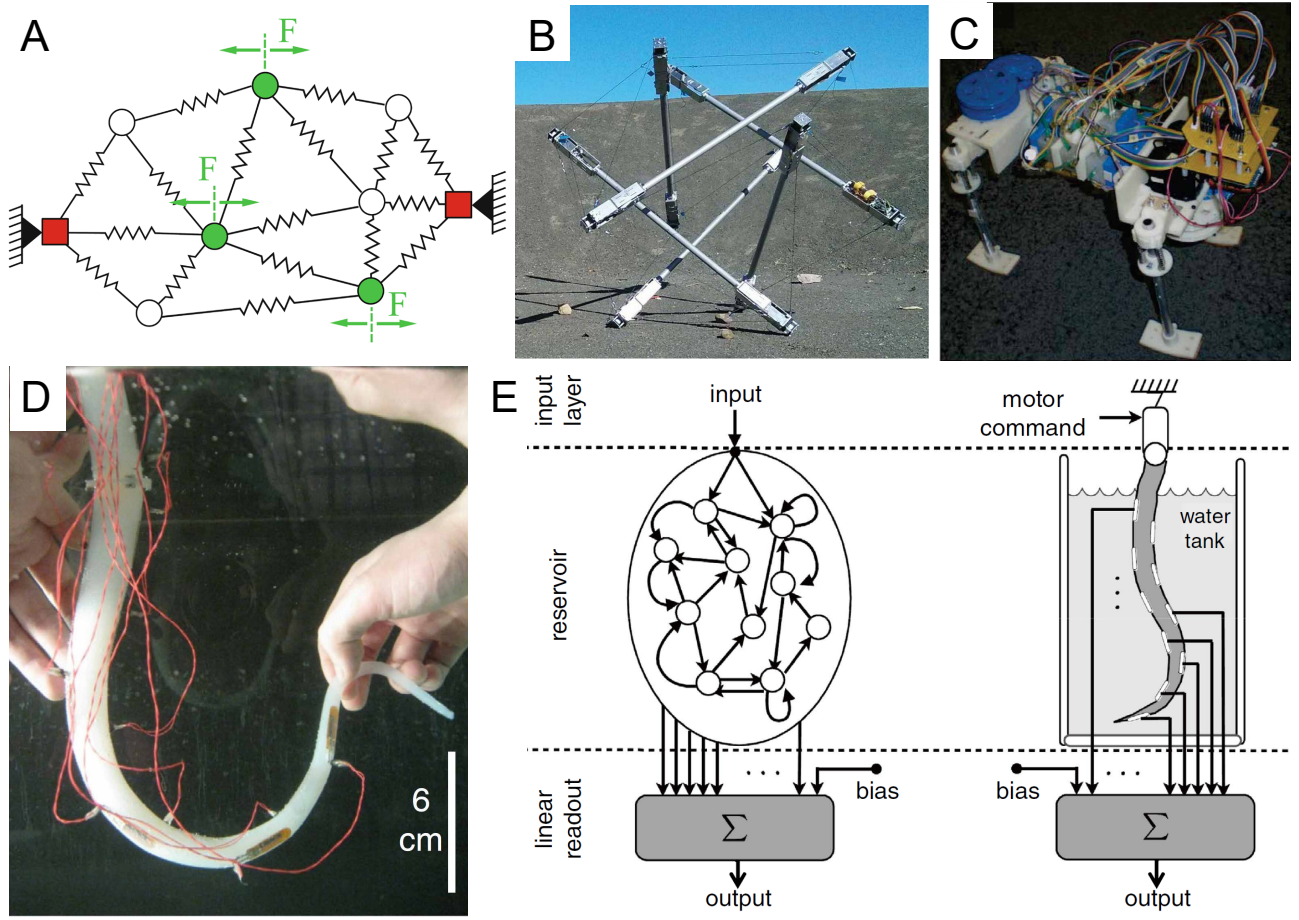 A
F
F
F
B
C
D
6
cm
E
input
layer
input
motor
command
reservoir
water
tank
linear
readout
. . .
bias
bias
. . .
Σ
Σ
output
output